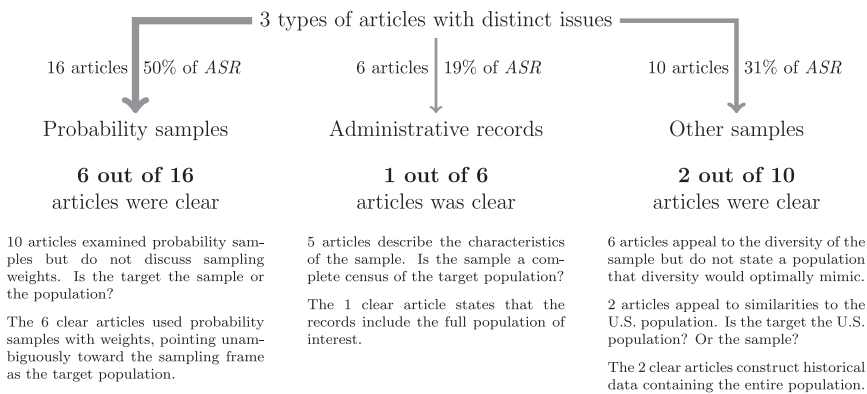 3 types of articles with distinct issues
16 articles 50% of ASR
6 articles 19% of ASR
10 articles 31% of ASR
Probability samples
6 out of 16
articles were clear
10 articles examined probability sam-
ples but do not discuss sampling
weights. Is the target the sample or
the population?
The 6 clear articles used probability
samples with weights, pointing unam-
biguously toward the sampling frame
as the target population.
Administrative records
1 out of 6
articles was clear
5 articles describe the characteristics
of the sample. Is the sample a com-
plete census of the target population?
The 1 clear article states that the
records include the full population of
interest.
Other samples
2 out of 10
articles were clear
6 articles appeal to the diversity of the
sample but do not state a population
that diversity would optimally mimic.
2 articles appeal to similarities to the
U.S. population. Is the target the U.S.
population? Or the sample?
The 2 clear articles construct historical
data containing the entire population.